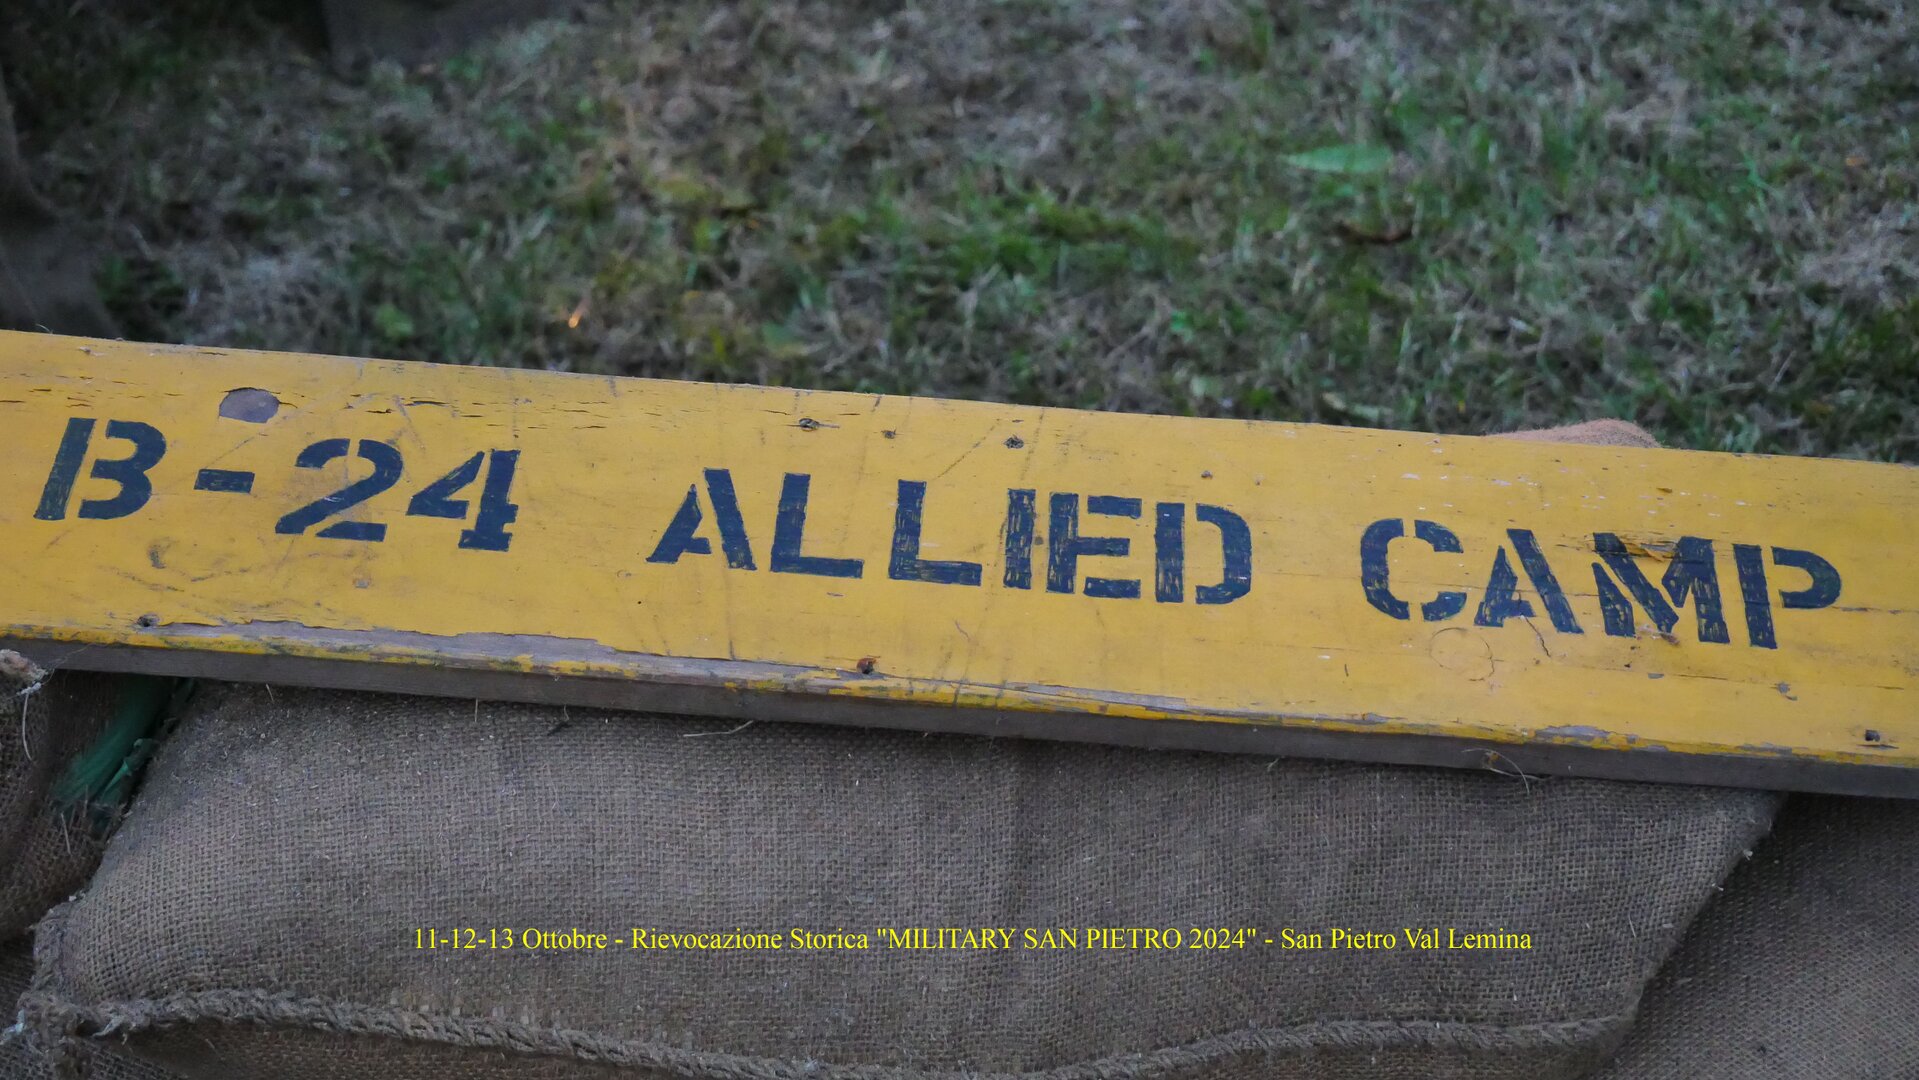 B-24 ALLIED CAMP
11-12-13 Ottobre - Rievocazione Storica "MILITARY SAN PIETRO 2024" - San Pietro Val Lemina